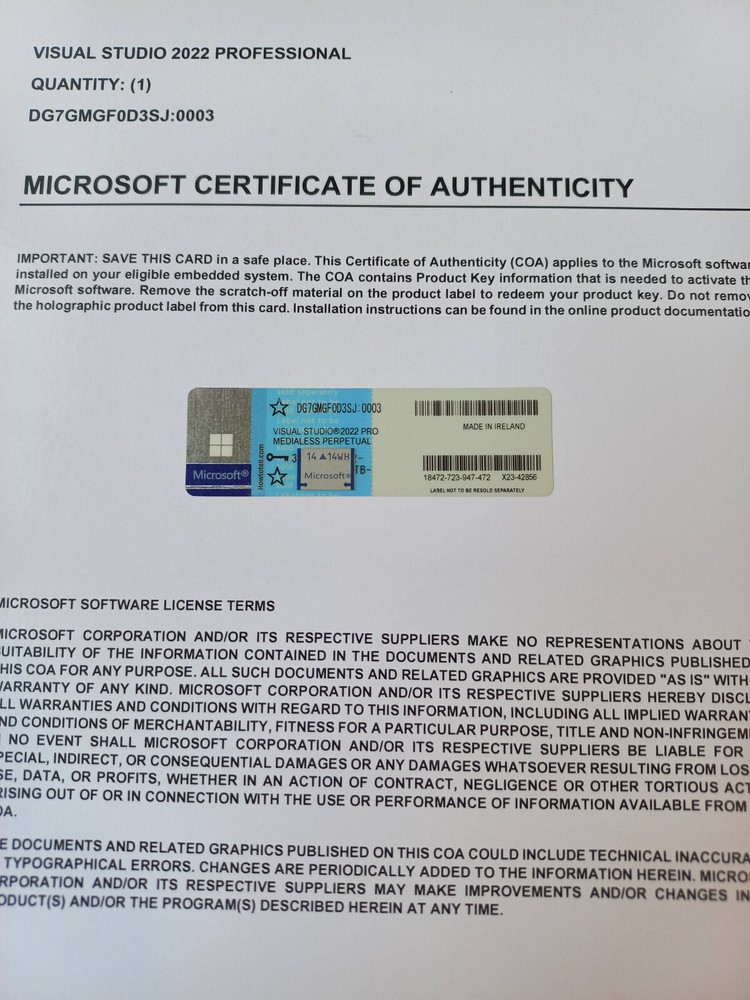 VISUAL STUDIO 2022 PROFESSIONAL
QUANTITY: (1)
DG7GMGF0D3SJ:0003
MICROSOFT CERTIFICATE OF AUTHENTICITY
IMPORTANT: SAVE THIS CARD in a safe place. This Certificate of Authenticity (COA) applies to the Microsoft softwar
installed on your eligible embedded system. The COA contains Product Key information that is needed to activate th
Microsoft software. Remove the scratch-off material on the product label to redeem your product key. Do not remov
the holographic product label from this card. Installation instructions can be found in the online product documentatio
DG7GMGF0D3SJ:0003
VISUAL STUDIO®2022 PRO
MEDIALESS PERPETUAL
Howtotell.com
3
14 ▲14WH
Microsoft®
TB-
Microsoft®
MADE IN IRELAND
18472-723-947-472 X23-42856
LABEL NOT TO BE RESOLD SEPARATELY
MICROSOFT SOFTWARE LICENSE TERMS
MICROSOFT CORPORATION AND/OR ITS RESPECTIVE SUPPLIERS MAKE NO REPRESENTATIONS ABOUT T
SUITABILITY OF THE INFORMATION CONTAINED IN THE DOCUMENTS AND RELATED GRAPHICS PUBLISHED
THIS COA FOR ANY PURPOSE. ALL SUCH DOCUMENTS AND RELATED GRAPHICS ARE PROVIDED "AS IS" WITH
WARRANTY OF ANY KIND. MICROSOFT CORPORATION AND/OR ITS RESPECTIVE SUPPLIERS HEREBY DISCL
LL WARRANTIES AND CONDITIONS WITH REGARD TO THIS INFORMATION, INCLUDING ALL IMPLIED WARRAN
ND CONDITIONS OF MERCHANTABILITY, FITNESS FOR A PARTICULAR PURPOSE, TITLE AND NON-INFRINGEM
NO EVENT SHALL MICROSOFT CORPORATION AND/OR ITS RESPECTIVE SUPPLIERS BE LIABLE FOR
PECIAL, INDIRECT, OR CONSEQUENTIAL DAMAGES OR ANY DAMAGES WHATSOEVER RESULTING FROM LOS
SE, DATA, OR PROFITS, WHETHER IN AN ACTION OF CONTRACT, NEGLIGENCE OR OTHER TORTIOUS ACT
RISING OUT OF OR IN CONNECTION WITH THE USE OR PERFORMANCE OF INFORMATION AVAILABLE FROM
OA.
E DOCUMENTS AND RELATED GRAPHICS PUBLISHED ON THIS COA COULD INCLUDE TECHNICAL INACCURA
TYPOGRAPHICAL ERRORS. CHANGES ARE PERIODICALLY ADDED TO THE INFORMATION HEREIN. MICROS
RPORATION AND/OR ITS RESPECTIVE SUPPLIERS MAY MAKE IMPROVEMENTS AND/OR CHANGES IN
ODUCT(S) AND/OR THE PROGRAM(S) DESCRIBED HEREIN AT ANY TIME.